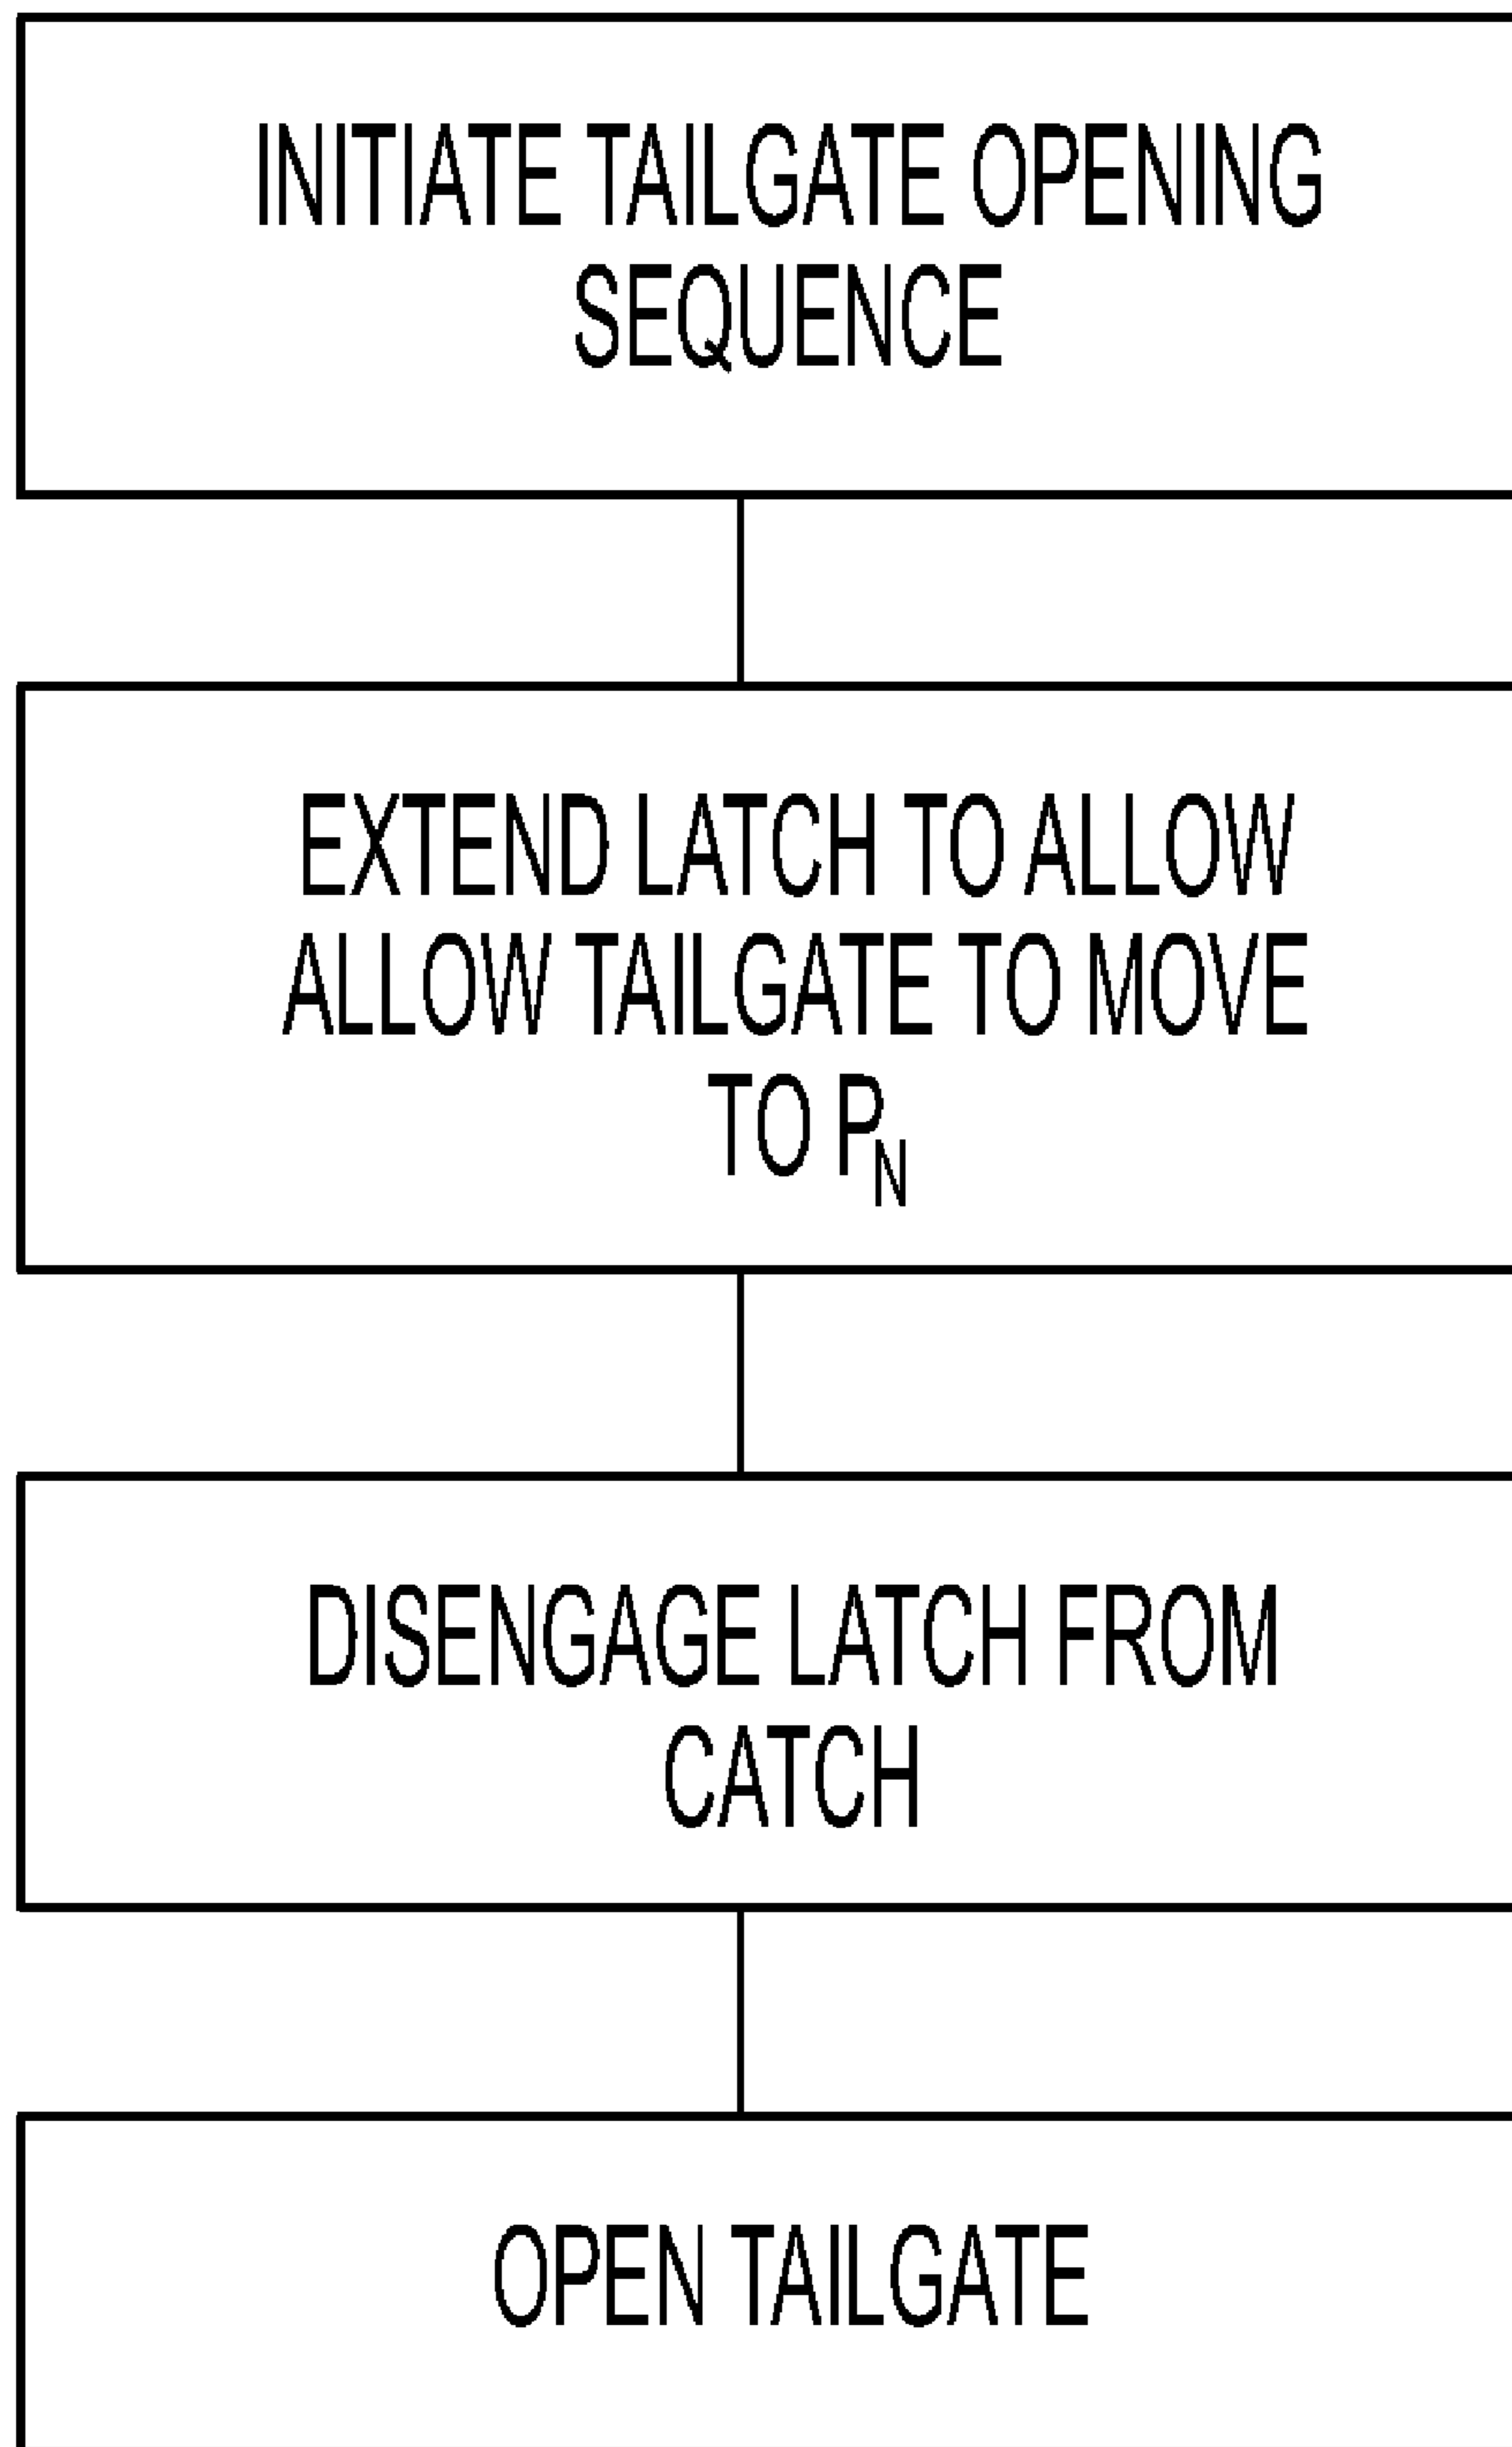 INITIATE TAILGATE OPENING
SEQUENCE
EXTEND LATCH TO ALLOW
ALLOW TAILGATE TO MOVE
TO P_N
DISENGAGE LATCH FROM
CATCH
OPEN TAILGATE